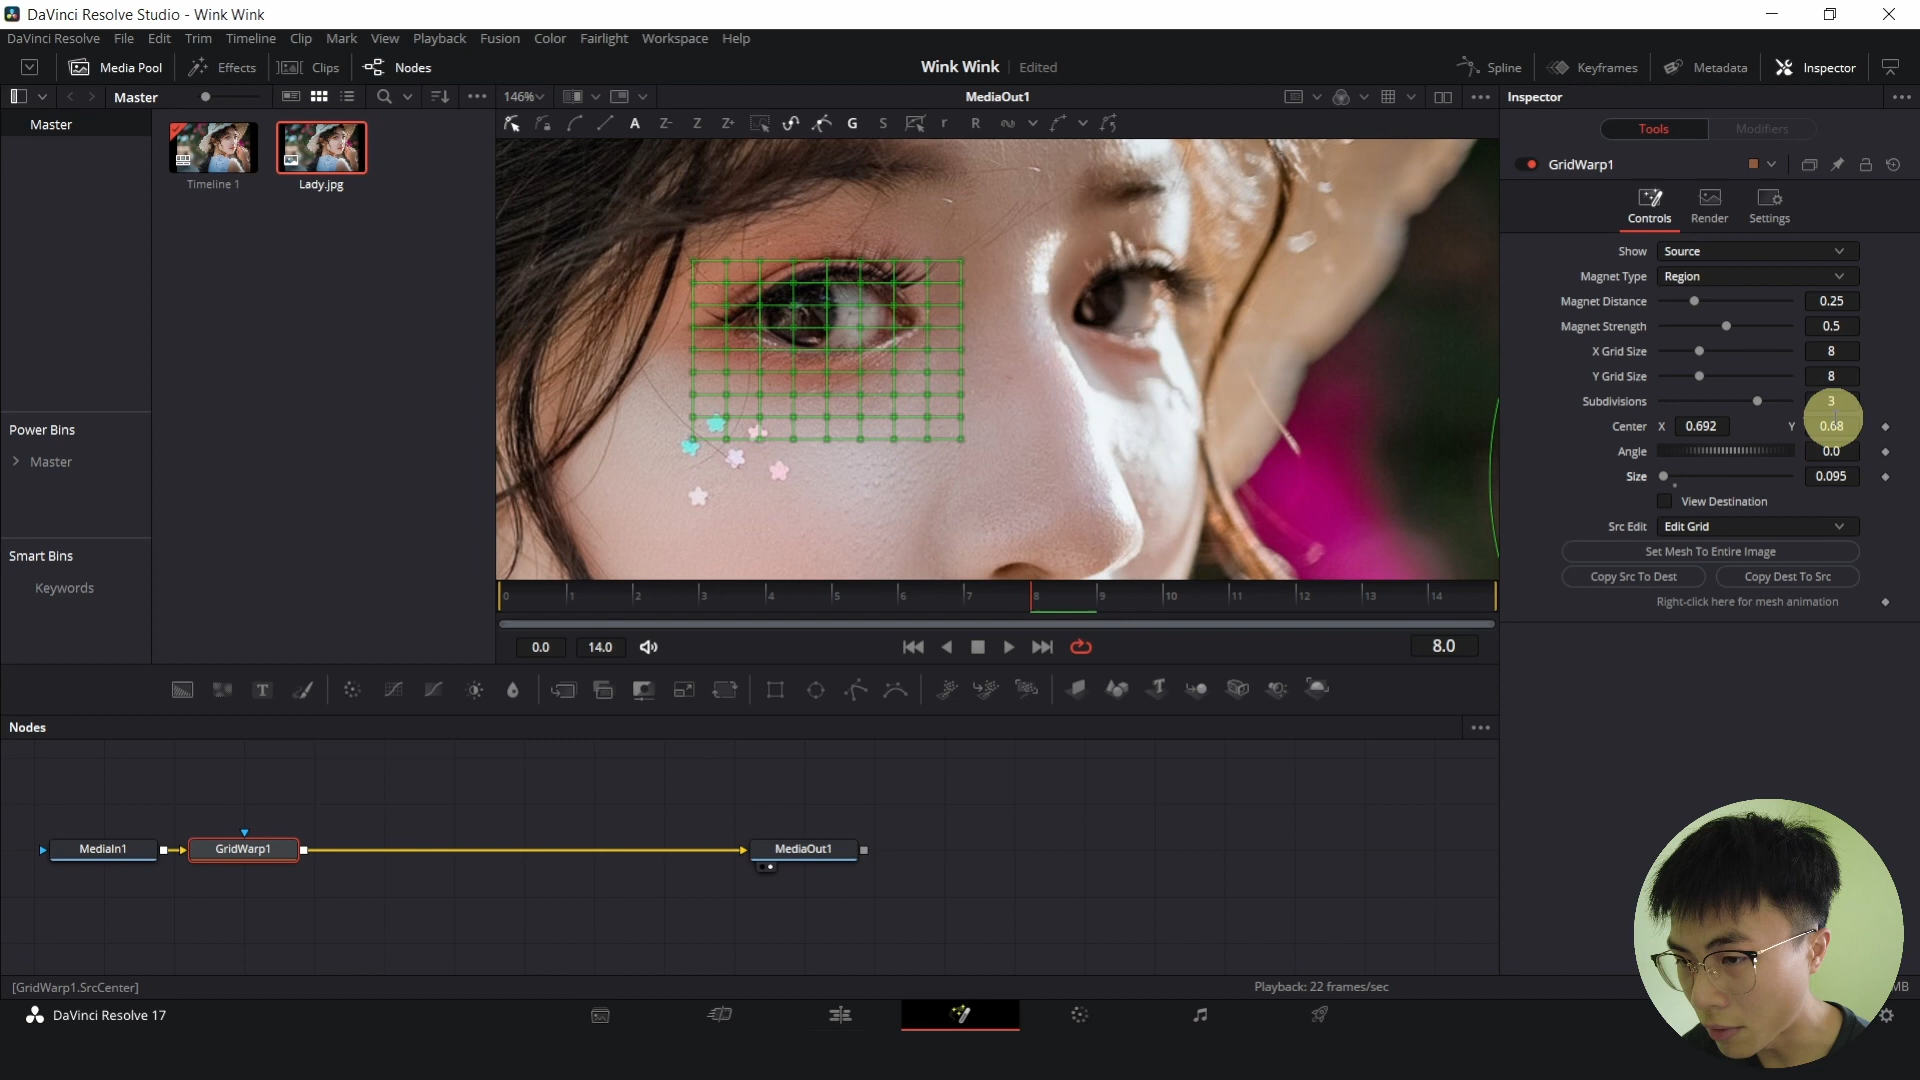 DaVinci Resolve Studio - Wink Wink
DaVinci Resolve File Edit Trim Timeline Clip Mark View Playback Fusion Color Fairlight Workspace Help
Media Pool Effects Clips Nodes Wink Wink Edited Spline Keyframes Metadata Inspector
Master 146% MediaOut1 Inspector
Master
A Z- Z Z+ G S r R
Tools Modifiers
Timeline 1 Lady.jpg
GridWarp1
Controls Render Settings
Show Source
Magnet Type Region
Magnet Distance 0.25
Magnet Strength 0.5
X Grid Size 8
Y Grid Size 8
Subdivisions 3
Center X 0.692 Y 0.68
Angle 0.0
Size 0.095
View Destination
Src Edit Edit Grid
Set Mesh To Entire Image
Copy Src To Dest Copy Dest To Src
Right-click here for mesh animation
Power Bins
Master
Smart Bins
Keywords
0 1 2 3 4 5 6 7 8 9 10 11 12 13 14
0.0 14.0 8.0
T
Nodes
MediaIn1 GridWarp1 MediaOut1
[GridWarp1.SrcCenter] Playback: 22 frames/sec MB
DaVinci Resolve 17